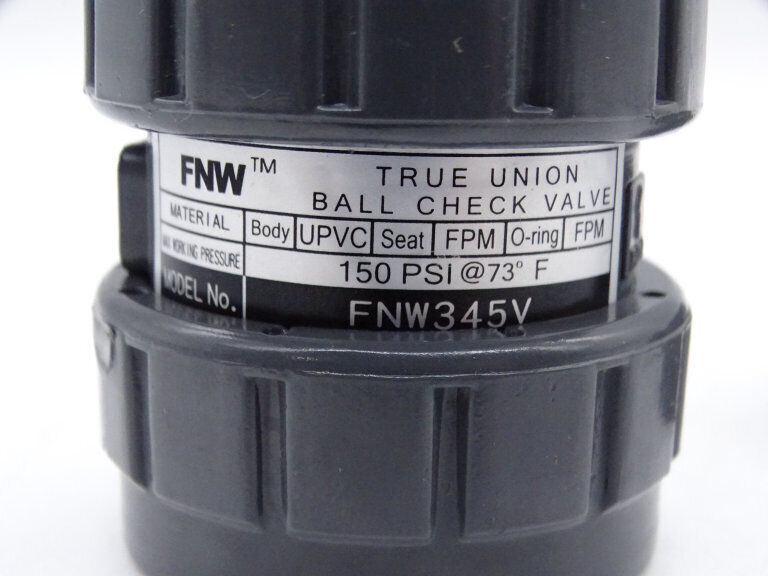 FNW™ TRUE UNION
BALL CHECK VALVE
MATERIAL Body UPVC Seat FPM O-ring FPM
MAX WORKING PRESSURE 150 PSI @ 73° F
MODEL No. FNW345V